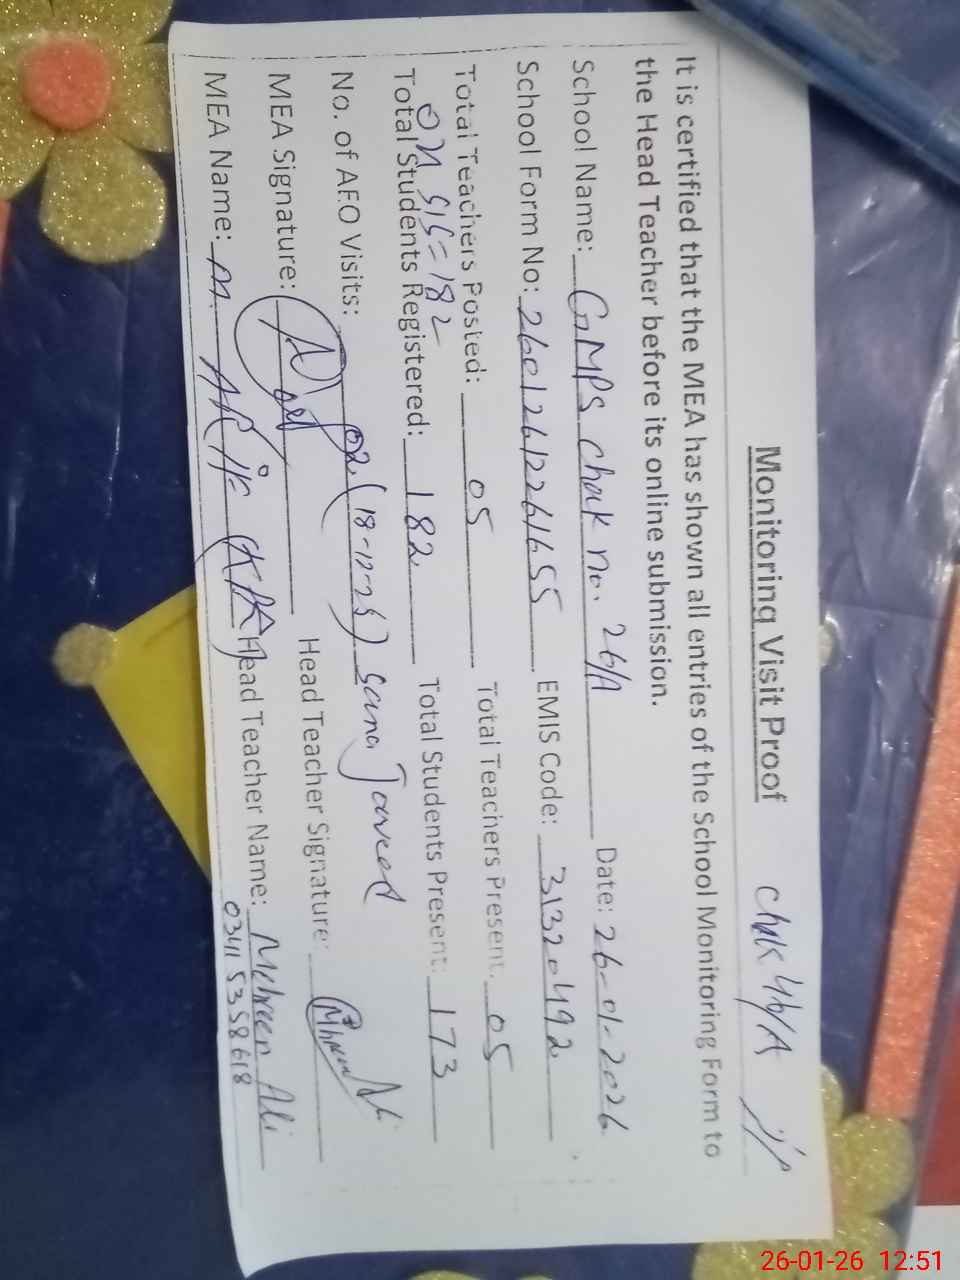 Monitoring Visit Proof Chak 46/A
It is certified that the MEA has shown all entries of the School Monitoring Form to
the Head Teacher before its online submission.
School Name: GMPS Chak no. 26/A Date: 26-01-2026
School Form No: 26012612261655 EMIS Code: 31320492
Total Teachers Posted: 05 Total Teachers Present: 05
On SIS=182
Total Students Registered: 182 Total Students Present: 173
No. of AEO Visits: 02 (18-12-25) Sana Javed
MEA Signature: Head Teacher Signature:
MEA Name: M. Head Teacher Name: Mehreen Ali
0341 5358618
26-01-26 12:51